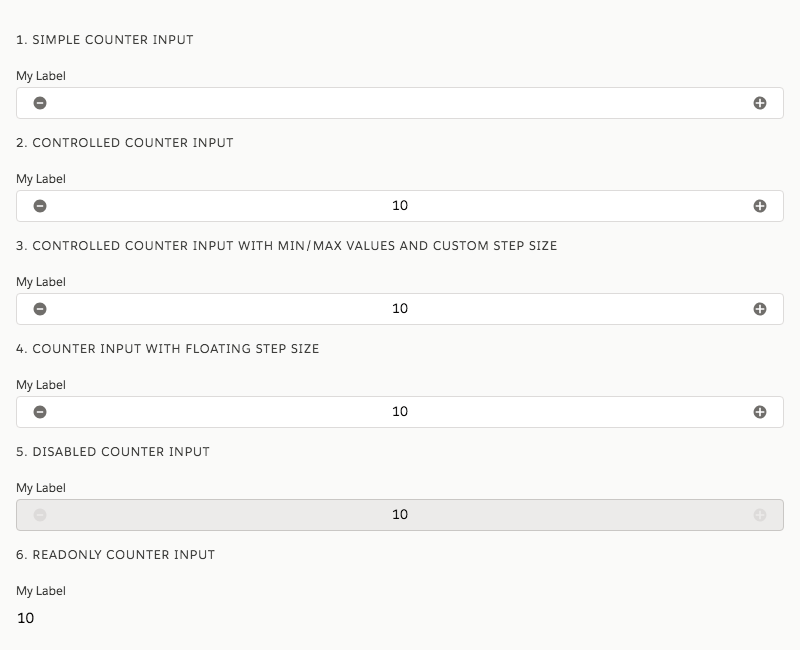 1. SIMPLE COUNTER INPUT
My Label
2. CONTROLLED COUNTER INPUT
My Label
10
3. CONTROLLED COUNTER INPUT WITH MIN/MAX VALUES AND CUSTOM STEP SIZE
My Label
10
4. COUNTER INPUT WITH FLOATING STEP SIZE
My Label
10
5. DISABLED COUNTER INPUT
My Label
10
6. READONLY COUNTER INPUT
My Label
10